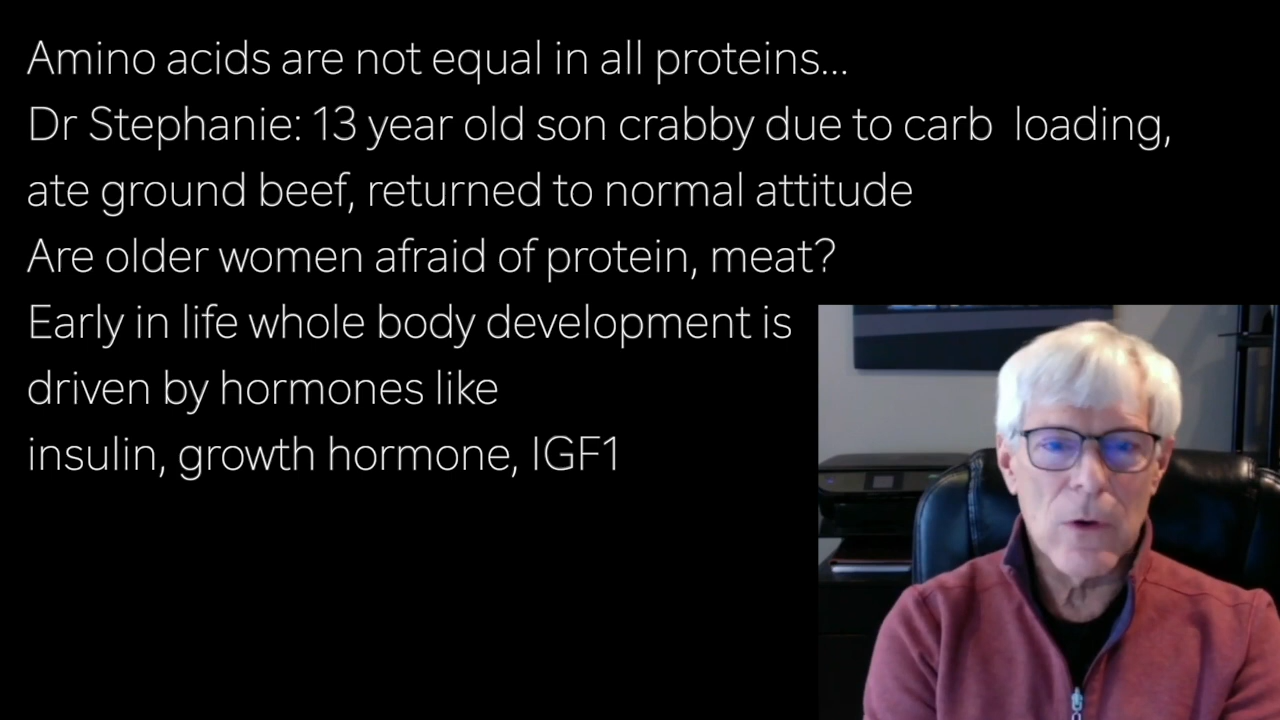 Amino acids are not equal in all proteins...
Dr Stephanie: 13 year old son crabby due to carb loading,
ate ground beef, returned to normal attitude
Are older women afraid of protein, meat?
Early in life whole body development is
driven by hormones like
insulin, growth hormone, IGF1